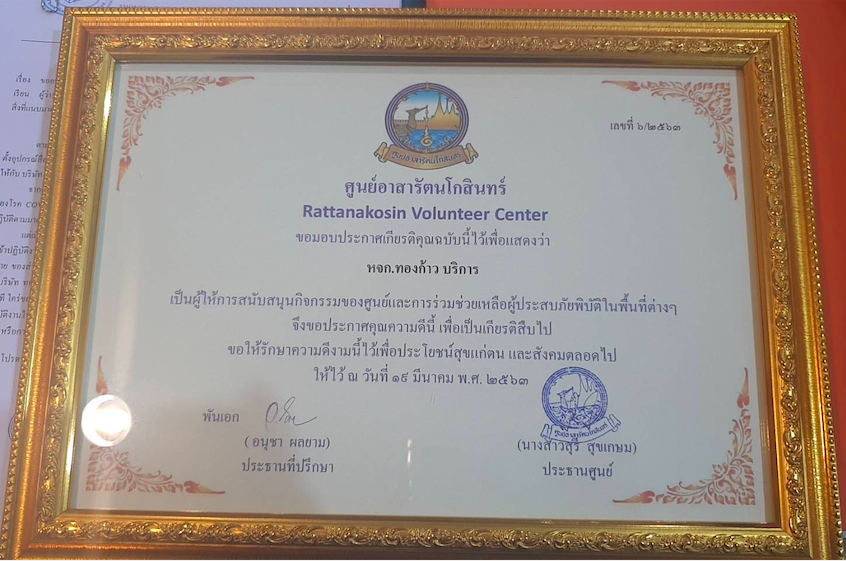 เลขที่ ๖/๒๕๖๓
ศูนย์อาสารัตนโกสินทร์
ศูนย์อาสารัตนโกสินทร์
Rattanakosin Volunteer Center
ขอมอบประกาศเกียรติคุณฉบับนี้ไว้เพื่อแสดงว่า
หจก.ทองก้าว บริการ
เป็นผู้ให้การสนับสนุนกิจกรรมของศูนย์และการร่วมช่วยเหลือผู้ประสบภัยพิบัติในพื้นที่ต่างๆ
จึงขอประกาศคุณความดีนี้ เพื่อเป็นเกียรติสืบไป
ขอให้รักษาความดีงามนี้ไว้เพื่อประโยชน์สุขแก่ตน และสังคมตลอดไป
ให้ไว้ ณ วันที่ ๑๙ มีนาคม พ.ศ. ๒๕๖๓
พันเอก
(อนุชา ผลยาม)
ประธานที่ปรึกษา
ศูนย์อาสารัตนโกสินทร์
(นางสาวสุรี สุขเกษม)
ประธานศูนย์
เรื่อง
เรียน